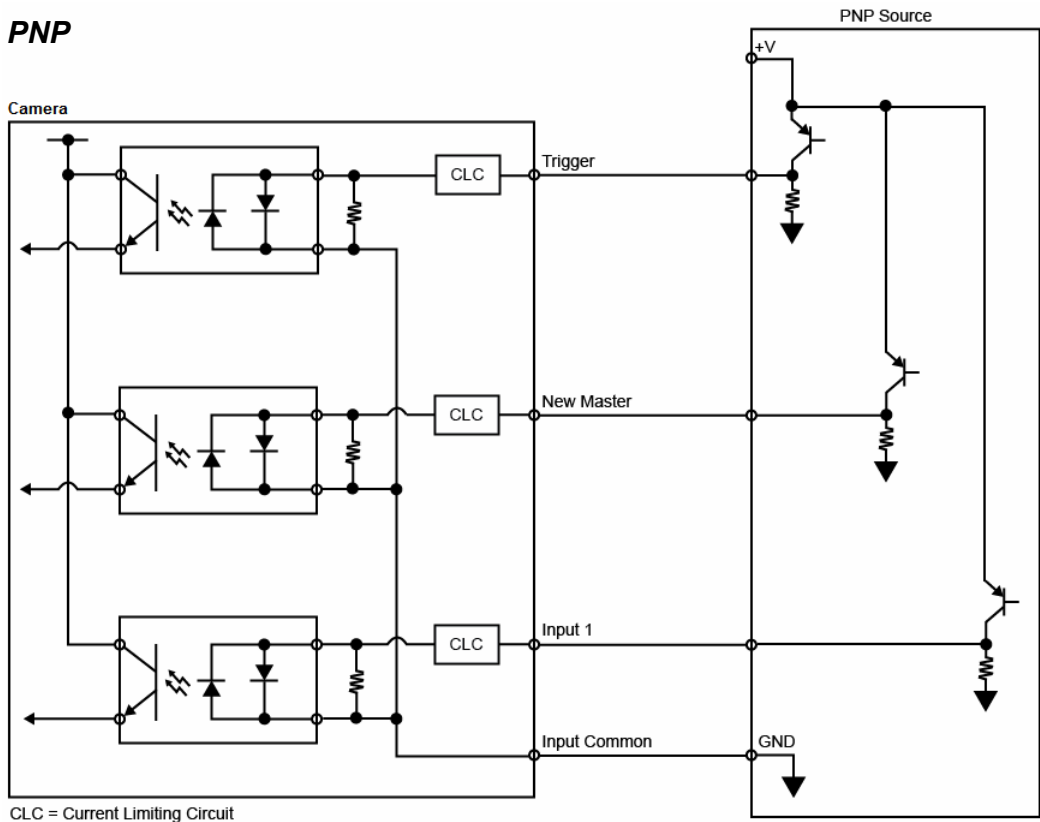 PNP
PNP Source
+V
Camera
CLC
Trigger
CLC
New Master
CLC
Input 1
Input Common
GND
CLC = Current Limiting Circuit